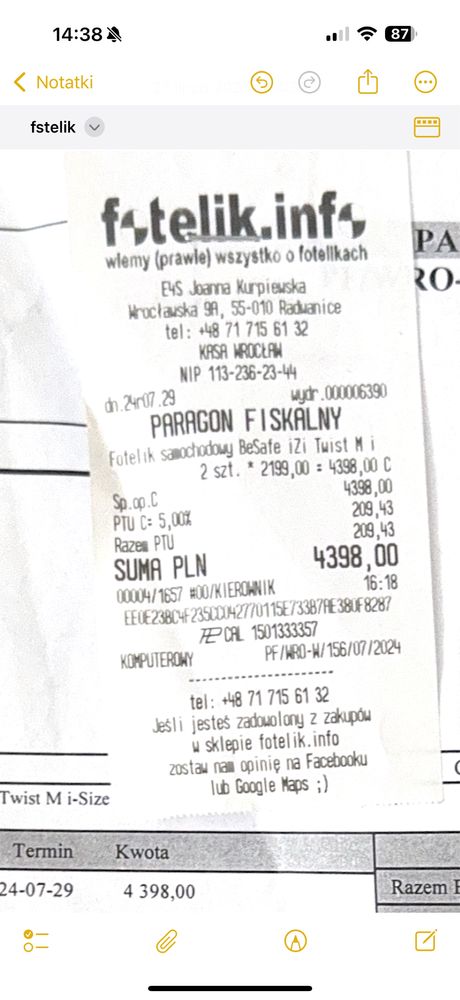 14:38
87
Notatki
fstelik
PA
RO-
fotelik.info
wiemy (prawie) wszystko o fotelikach
E4S Joanna Kurpiewska
Wrocławska 9A, 55-010 Radwanice
tel: +48 71 715 61 32
KASA WROCŁAW
NIP 113-236-23-44
dn.24r07.29 wydr.000006390
PARAGON FISKALNY
Fotelik samochodowy BeSafe iZi Twist M i
2 szt. * 2199,00 = 4398,00 C
Sp.op.C 4398,00
PTU C= 5,00% 209,43
Razem PTU 209,43
SUMA PLN 4398,00
00004/1657 #00/KIEROWNIK 16:18
CAL 1501333357
KOMPUTEROWY PF/WRO-W/156/07/2024
tel: +48 71 715 61 32
Jeśli jesteś zadowolony z zakupów
w sklepie fotelik.info
zostaw nam opinię na Facebooku
lub Google Maps ;)
Twist M i-Size
Termin Kwota
24-07-29 4 398,00
Razem